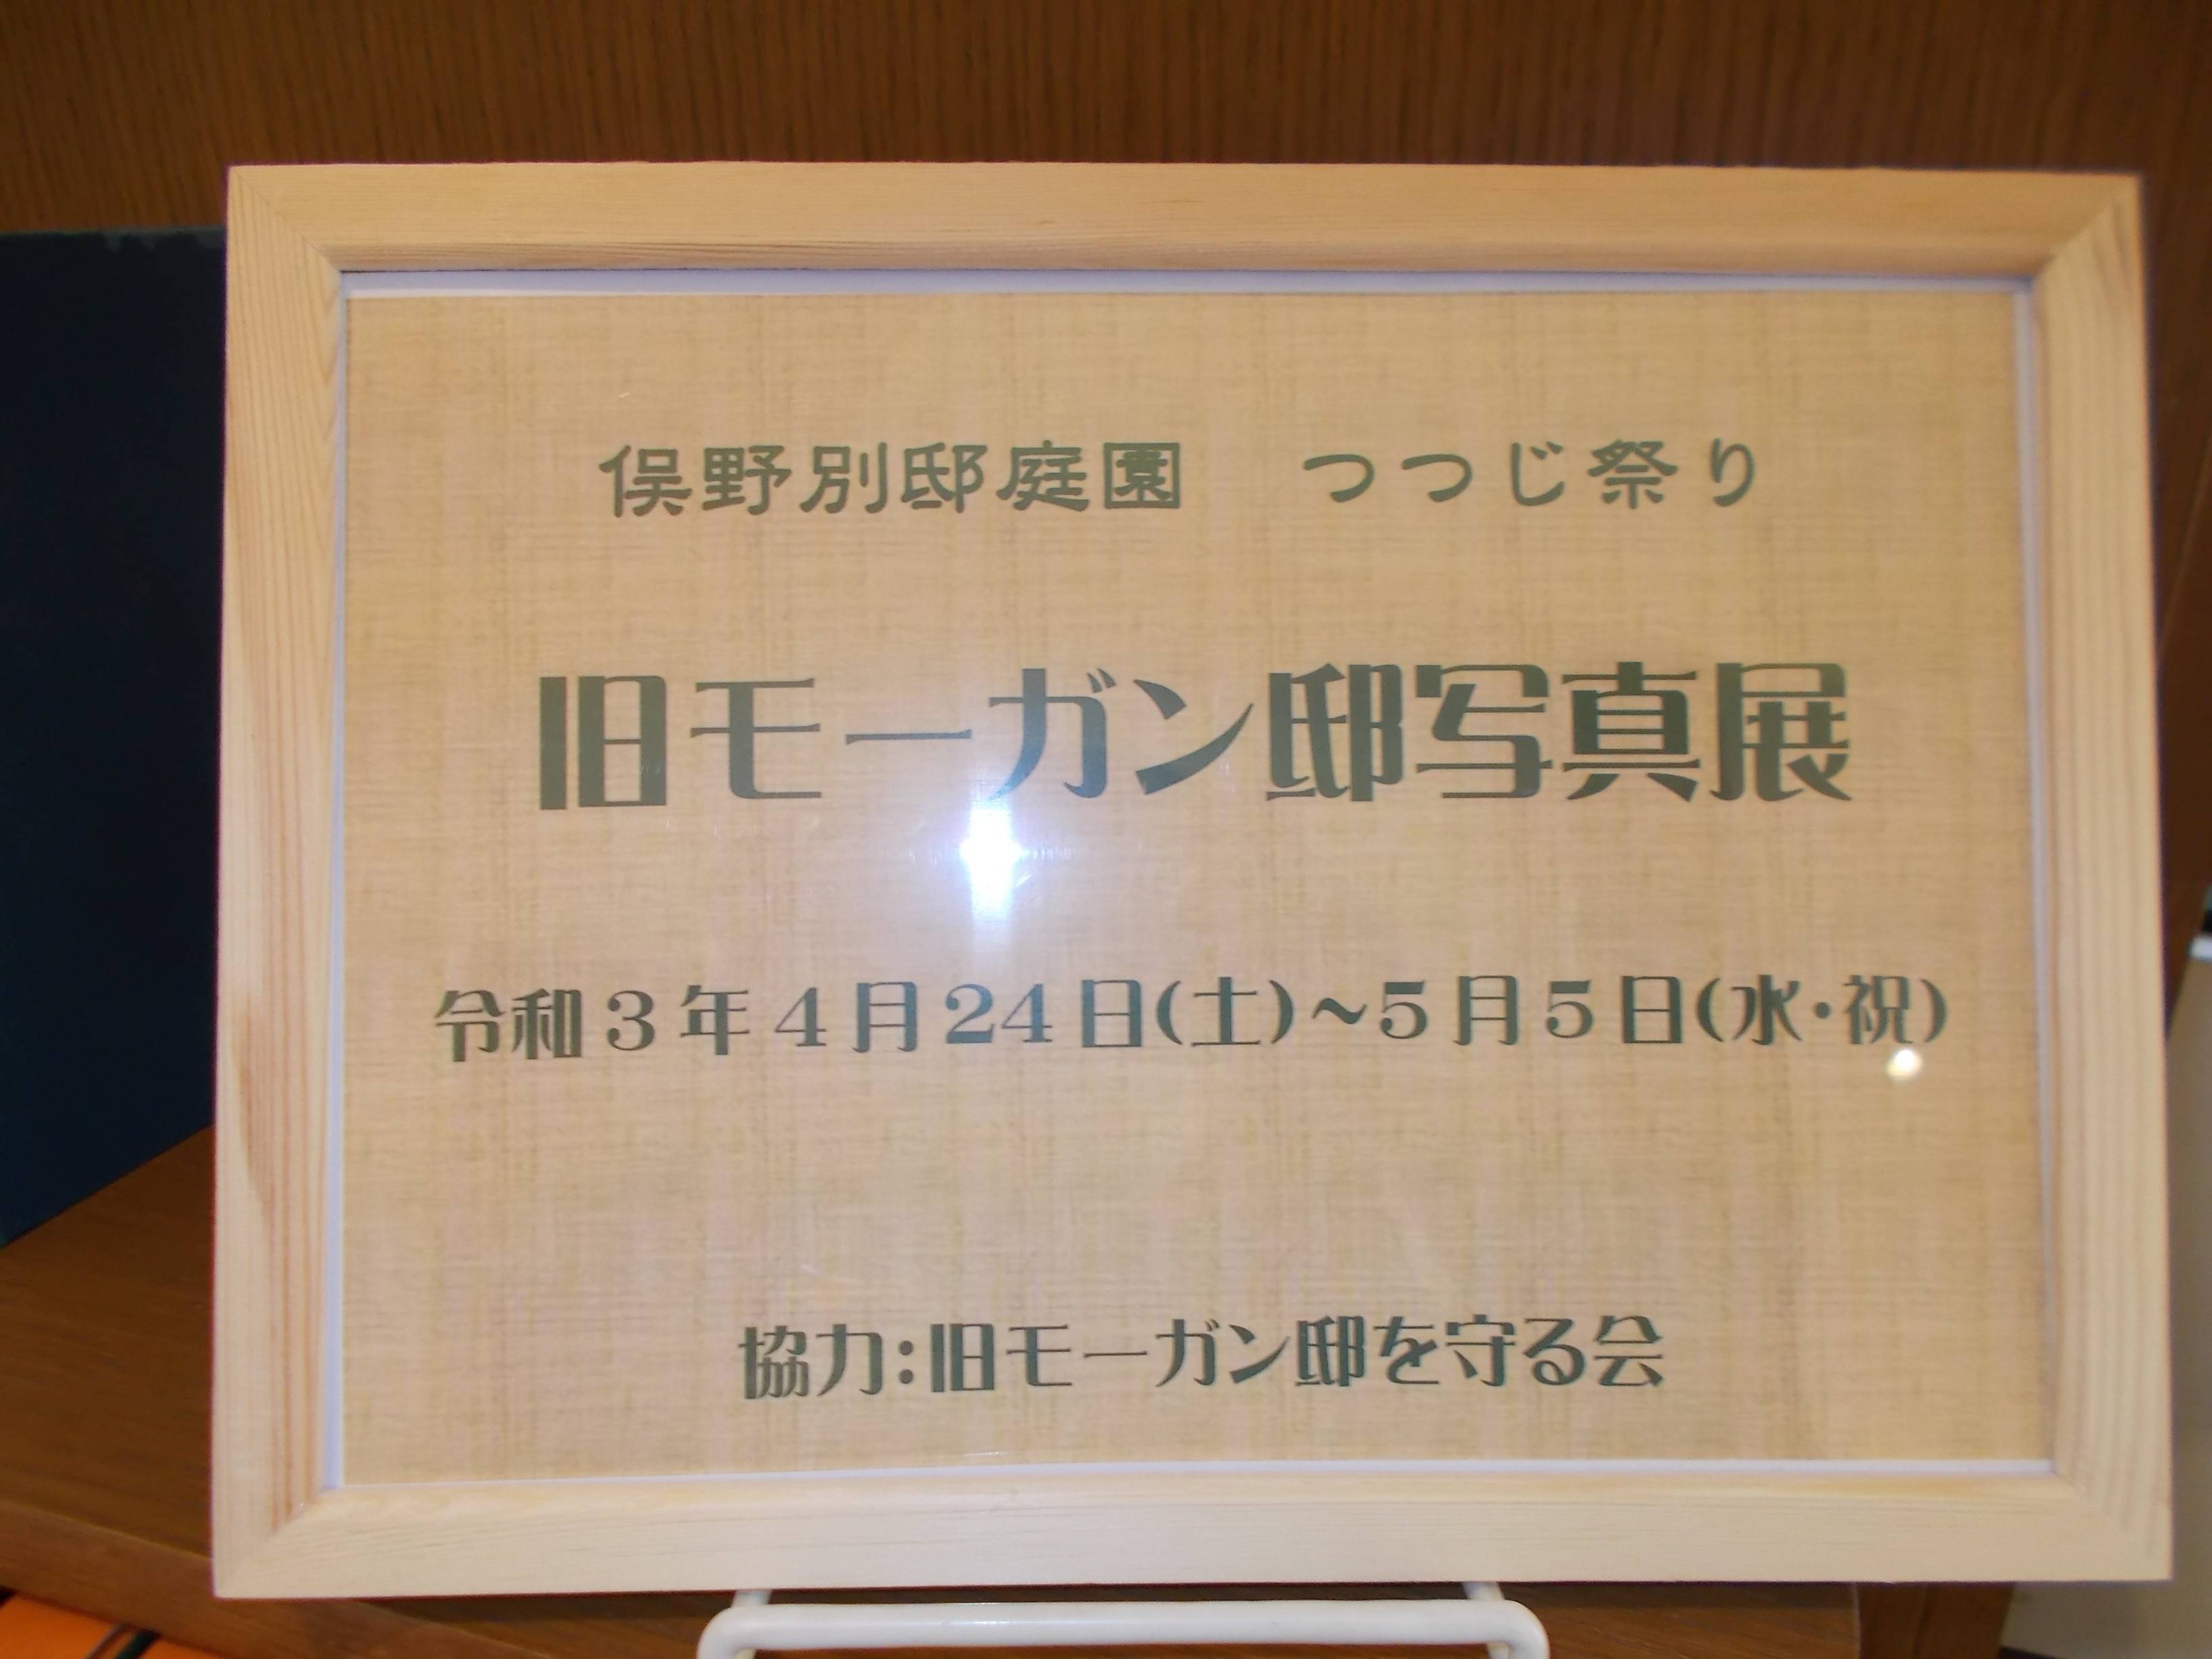 俣野別邸庭園　つつじ祭り
旧モーガン邸写真展
令和３年４月24日(土)~５月５日(水・祝)
協力:旧モーガン邸を守る会